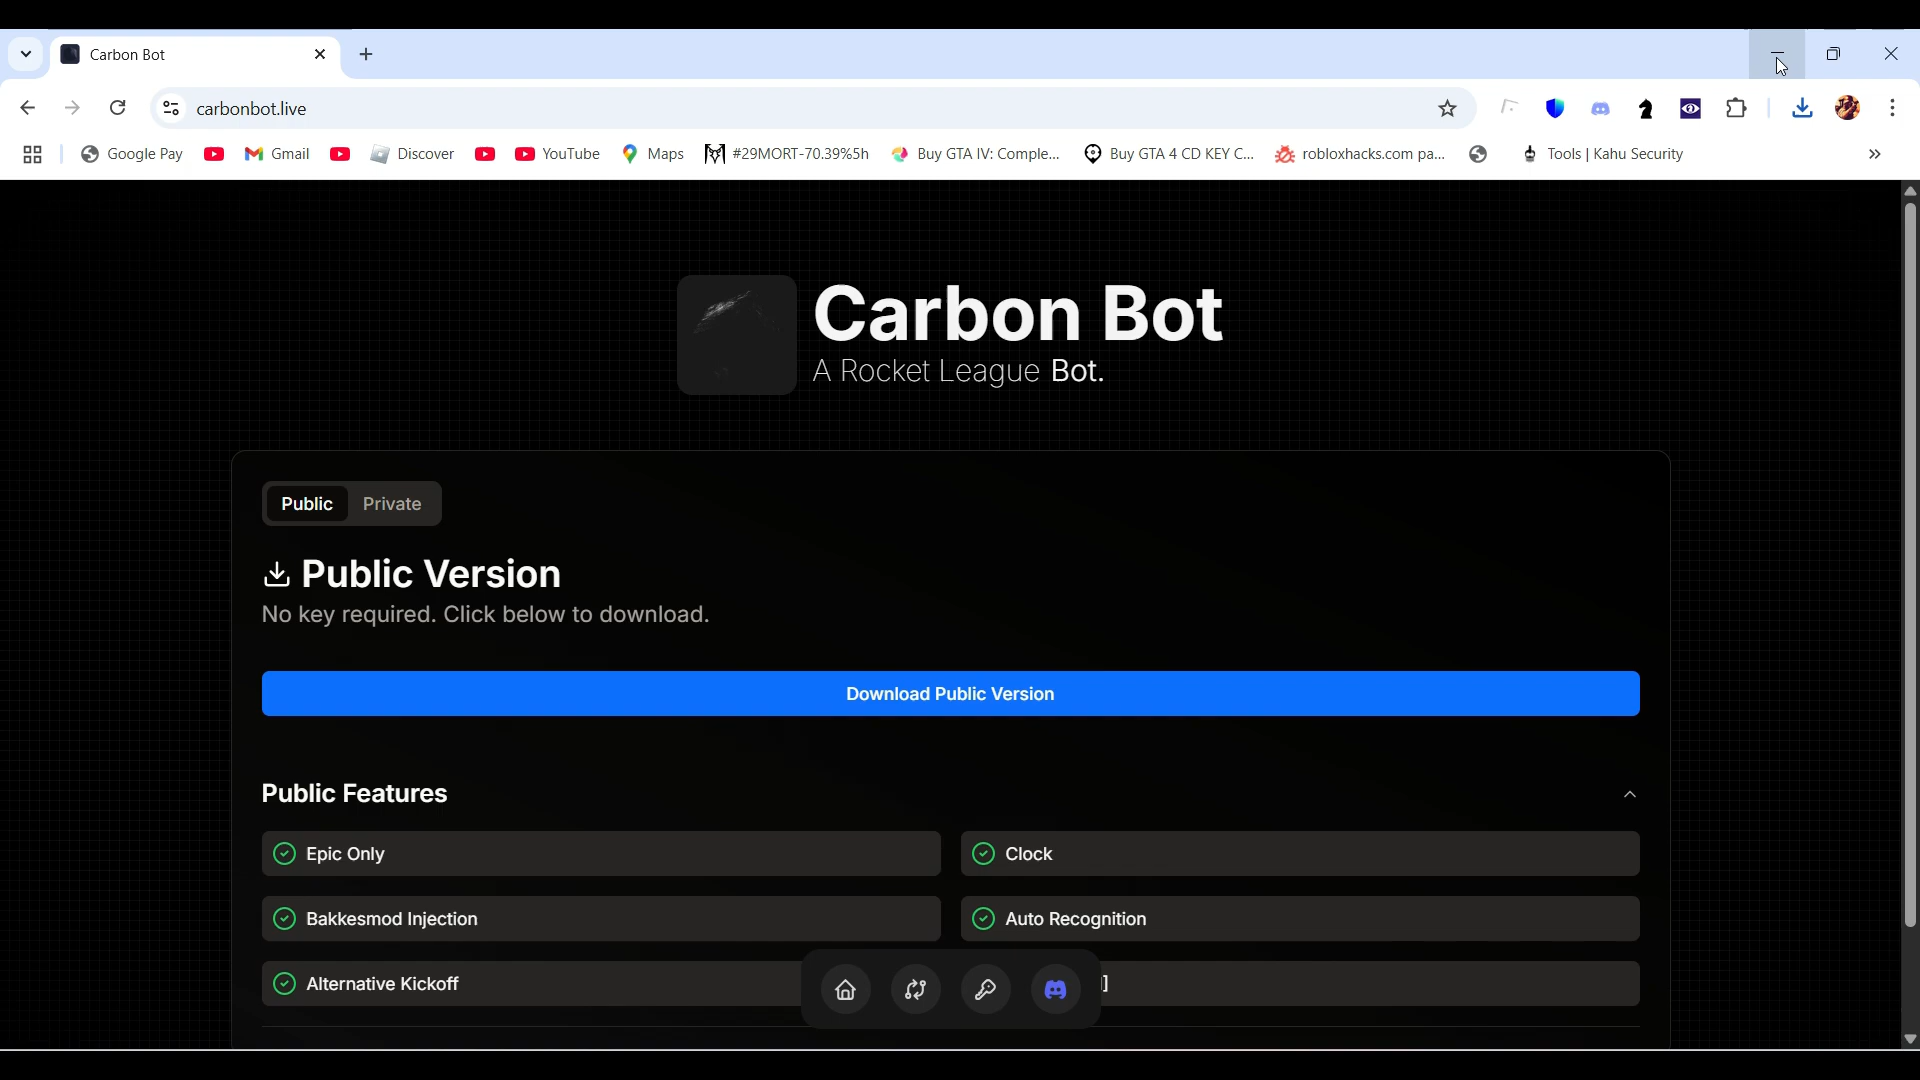 Carbon Bot
carbonbot.live
Google Pay
Gmail
Discover
YouTube
Maps
#29MORT-70.39%5h
Buy GTA IV: Comple...
Buy GTA 4 CD KEY C...
robloxhacks.com pa...
Tools | Kahu Security
Carbon Bot
A Rocket League Bot.
Public Private
Public Version
No key required. Click below to download.
Download Public Version
Public Features
Epic Only
Clock
Bakkesmod Injection
Auto Recognition
Alternative Kickoff
]